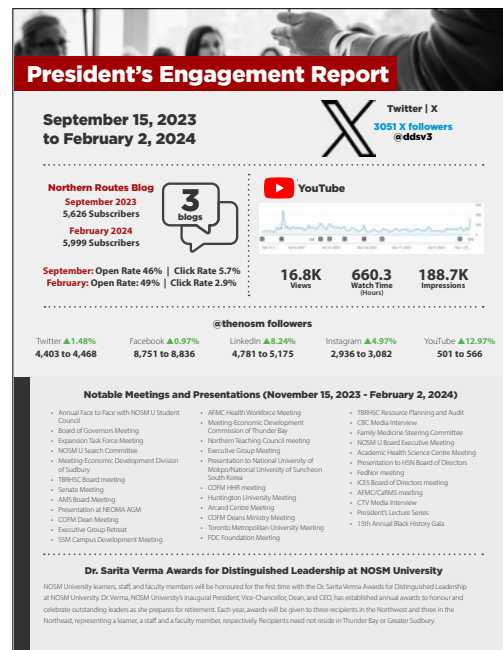 President's Engagement Report
September 15, 2023
to February 2, 2024
Twitter | X
3051 X followers
@ddsv3
Northern Routes Blog
September 2023
5,626 Subscribers
February 2024
5,999 Subscribers
3
blogs
September: Open Rate 46% | Click Rate 5.7%
February: Open Rate: 49% | Click Rate 2.9%
YouTube
16.8K
Views
660.3
Watch Time
(Hours)
188.7K
Impressions
@thenosm followers
Twitter ▲1.48%
4,403 to 4,468
Facebook ▲0.97%
8,751 to 8,836
LinkedIn ▲8.24%
4,781 to 5,175
Instagram ▲4.97%
2,936 to 3,082
YouTube ▲12.97%
501 to 566
Notable Meetings and Presentations (November 15, 2023 - February 2, 2024)
• Annual Face to Face with NOSM U Student
Council
• Board of Governors Meeting
• Expansion Task Force Meeting
• NOSM U Search Committee
• Meeting-Economic Development Division
of Sudbury
• TBRHSC Board meeting
• Senate Meeting
• AMS Board Meeting
• Presentation at NEOMA AGM
• COFM Dean Meeting
• Executive Group Retreat
• SSM Campus Development Meeting
• AFMC Health Workforce Meeting
• Meeting-Economic Development
Commission of Thunder Bay
• Northern Teaching Council meeting
• Executive Group Meeting
• Presentation to National University of
Mokpo/National University of Suncheon
South Korea
• COFM HHR meeting
• Huntington University Meeting
• Arcand Centre Meeting
• COFM Deans Ministry Meeting
• Toronto Metropolitan University Meeting
• FDC Foundation Meeting
• TBRHSC Resource Planning and Audit
• CBC Media Interview
• Family Medicine Steering Committee
• NOSM U Board Executive Meeting
• Academic Health Science Centre Meeting
• Presentation to HSN Board of Directors
• FedNor meeting
• ICES Board of Directors meeting
• AFMC/CaRMS meeting
• CTV Media Interview
• President's Lecture Series
• 15th Annual Black History Gala
Dr. Sarita Verma Awards for Distinguished Leadership at NOSM University
NOSM University learners, staff, and faculty members will be honoured for the first time with the Dr. Sarita Verma Awards for Distinguished Leadership
at NOSM University. Dr. Verma, NOSM University's inaugural President, Vice-Chancellor, Dean, and CEO, has established annual awards to honour and
celebrate outstanding leaders as she prepares for retirement. Each year, awards will be given to three recipients in the Northwest and three in the
Northeast, representing a learner, a staff and a faculty member, respectively. Recipients need not reside in Thunder Bay or Greater Sudbury.